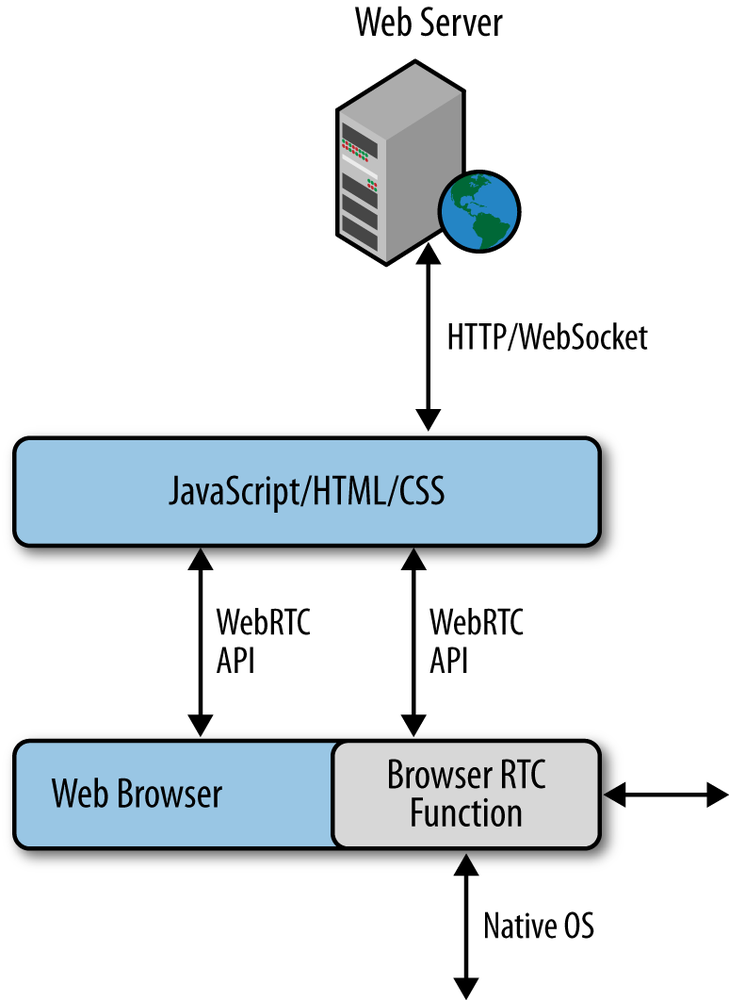 Web Server
HTTP/WebSocket
JavaScript/HTML/CSS
WebRTC
API
WebRTC
API
Web Browser
Browser RTC
Function
Native OS